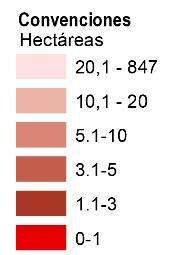 Convenciones
Hectáreas
20,1 - 847
10,1 - 20
5.1-10
3.1-5
1.1-3
0-1